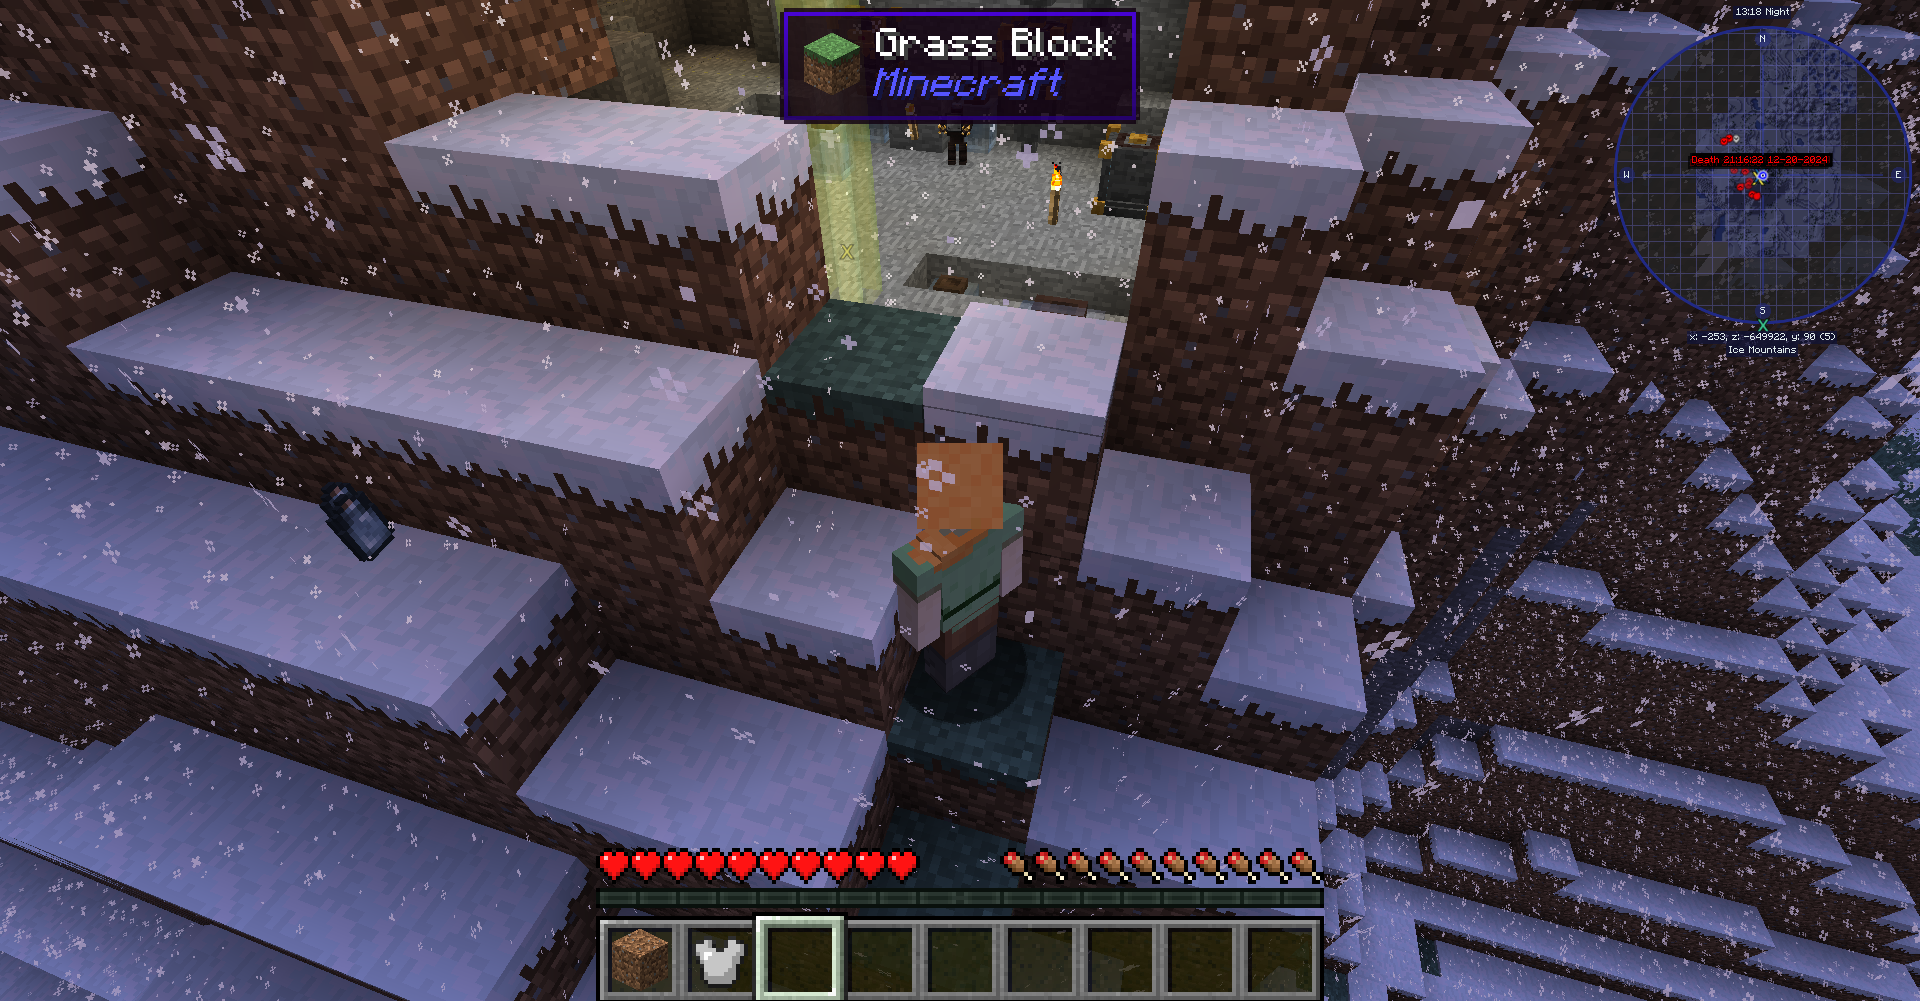 Grass Block
Minecraft
13:18 Night
N
Death 21:16:22 12-20-2024
W
E
S
X
x: -253, z: -649922, y: 90 (5)
Ice Mountains
X